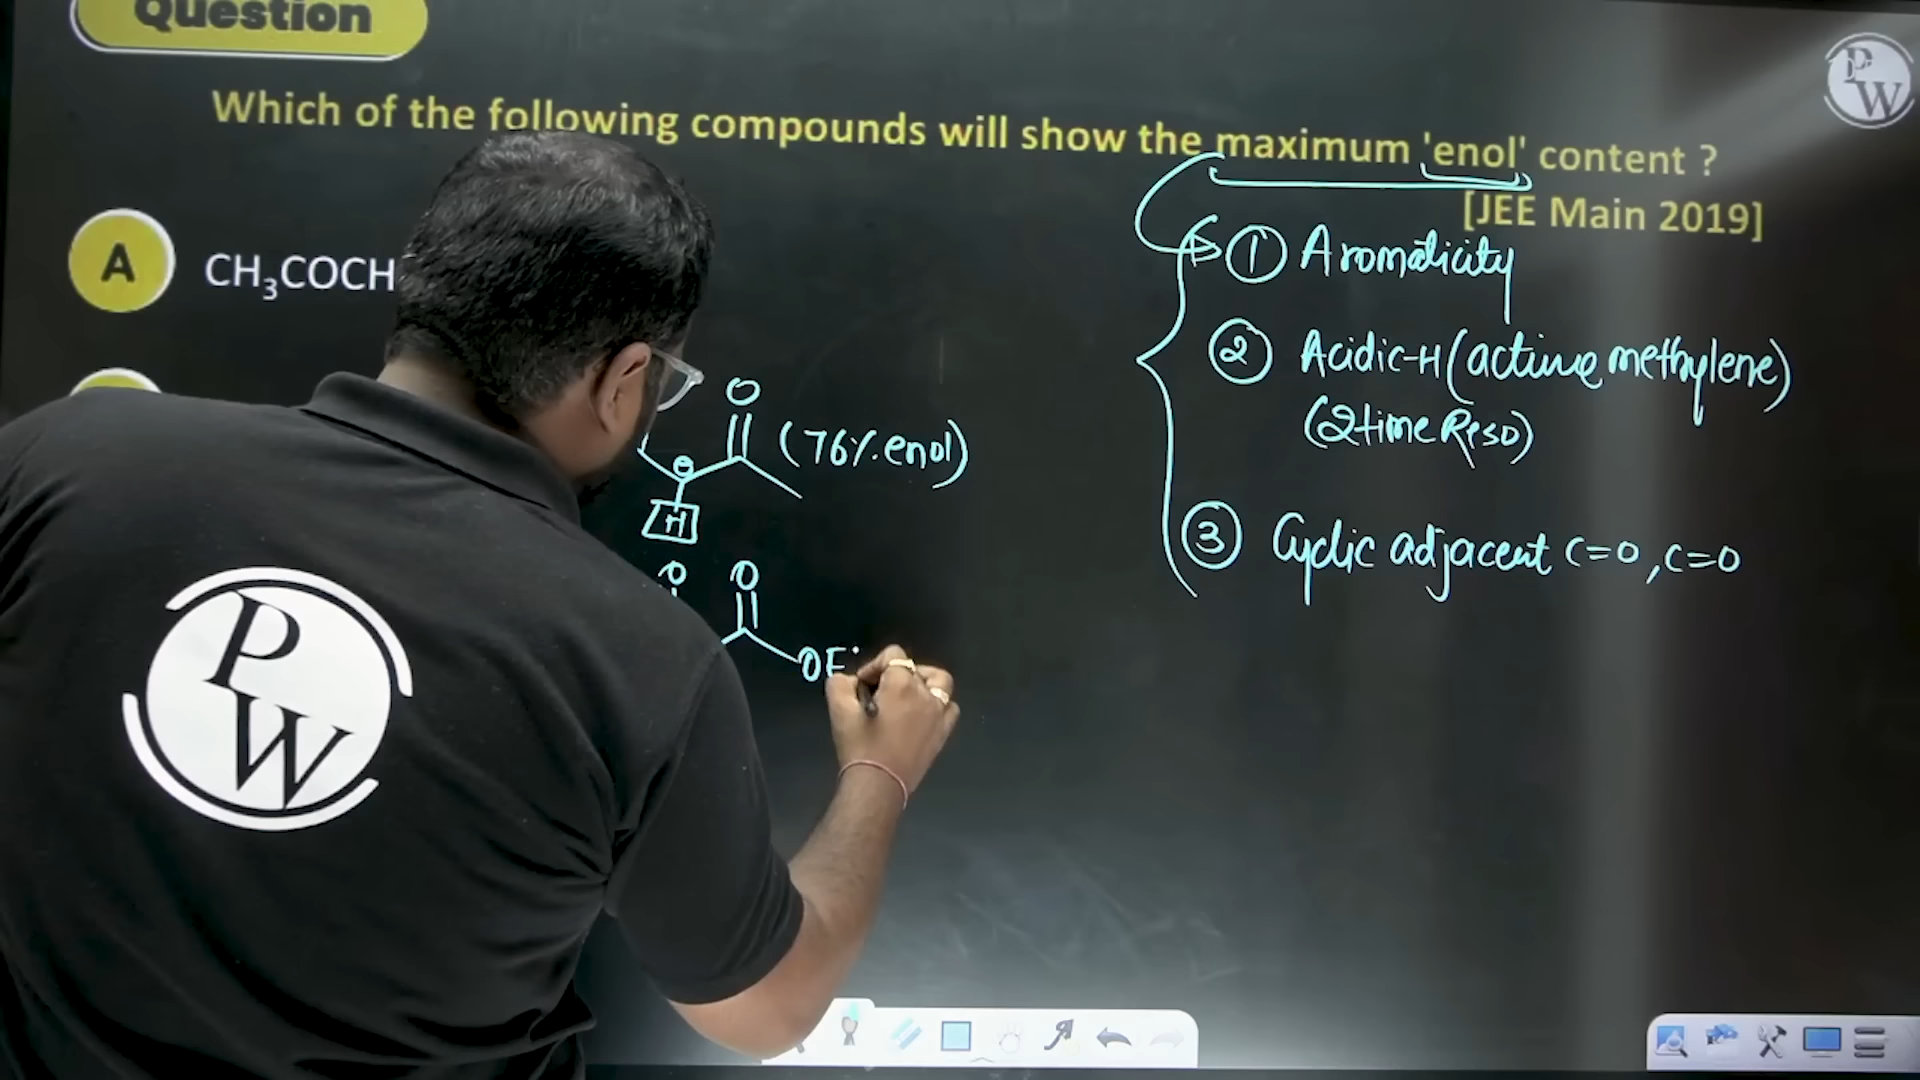 Question
Which of the following compounds will show the maximum 'enol' content ?
[JEE Main 2019]
A CH₃COCH
① Aromaticity
② Acidic-H (active methylene)
(2 time Reso)
③ Cyclic adjacent C=O, C=O
O
(76% enol)
⊖
H
O O
OE
PW
PW